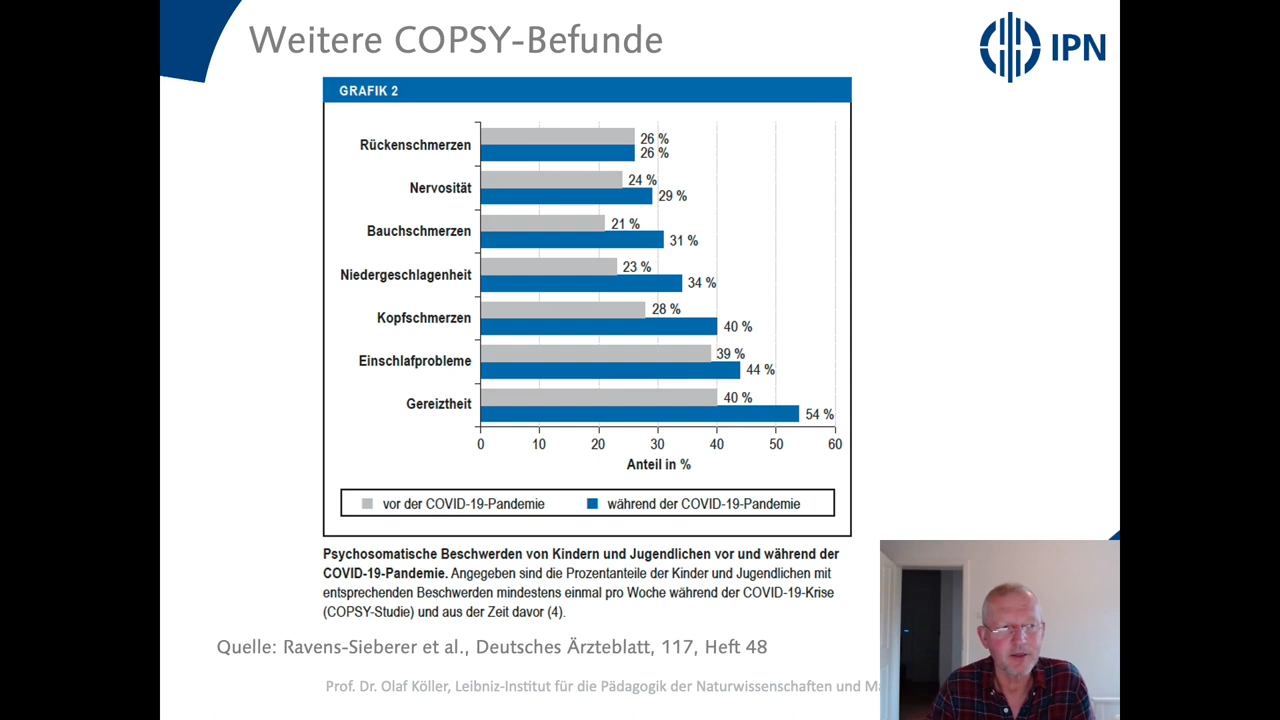 Weitere COPSY-Befunde
IPN
GRAFIK 2
Rückenschmerzen
26 %
26 %
Nervosität
24 %
29 %
Bauchschmerzen
21 %
31 %
Niedergeschlagenheit
23 %
34 %
Kopfschmerzen
28 %
40 %
Einschlafprobleme
39 %
44 %
Gereiztheit
40 %
54 %
0 10 20 30 40 50 60
Anteil in %
vor der COVID-19-Pandemie während der COVID-19-Pandemie
Psychosomatische Beschwerden von Kindern und Jugendlichen vor und während der
COVID-19-Pandemie. Angegeben sind die Prozentanteile der Kinder und Jugendlichen mit
entsprechenden Beschwerden mindestens einmal pro Woche während der COVID-19-Krise
(COPSY-Studie) und aus der Zeit davor (4).
Quelle: Ravens-Sieberer et al., Deutsches Ärzteblatt, 117, Heft 48
Prof. Dr. Olaf Köller, Leibniz-Institut für die Pädagogik der Naturwissenschaften und